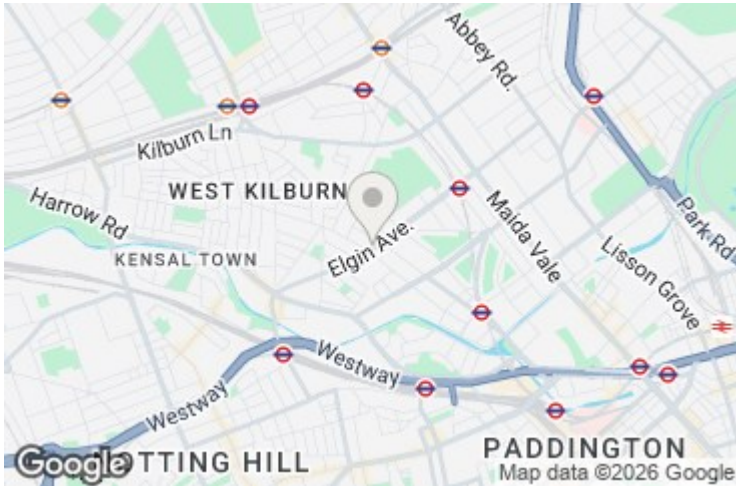 Abbey Rd.
Kilburn Ln
WEST KILBURN
Harrow Rd
Maida Vale
Park Rd
Elgin Ave.
KENSAL TOWN
Lisson Grove
Westway
Westway
Google
OTTING HILL
PADDINGTON
Map data ©2026 Google